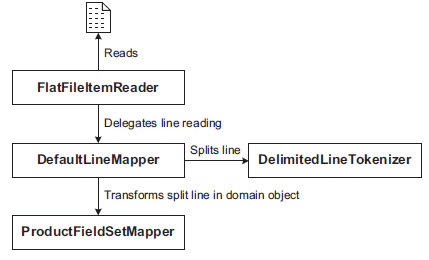 Reads
FlatFileItemReader
Delegates line reading
DefaultLineMapper
Splits line
DelimitedLineTokenizer
Transforms split line in domain object
ProductFieldSetMapper